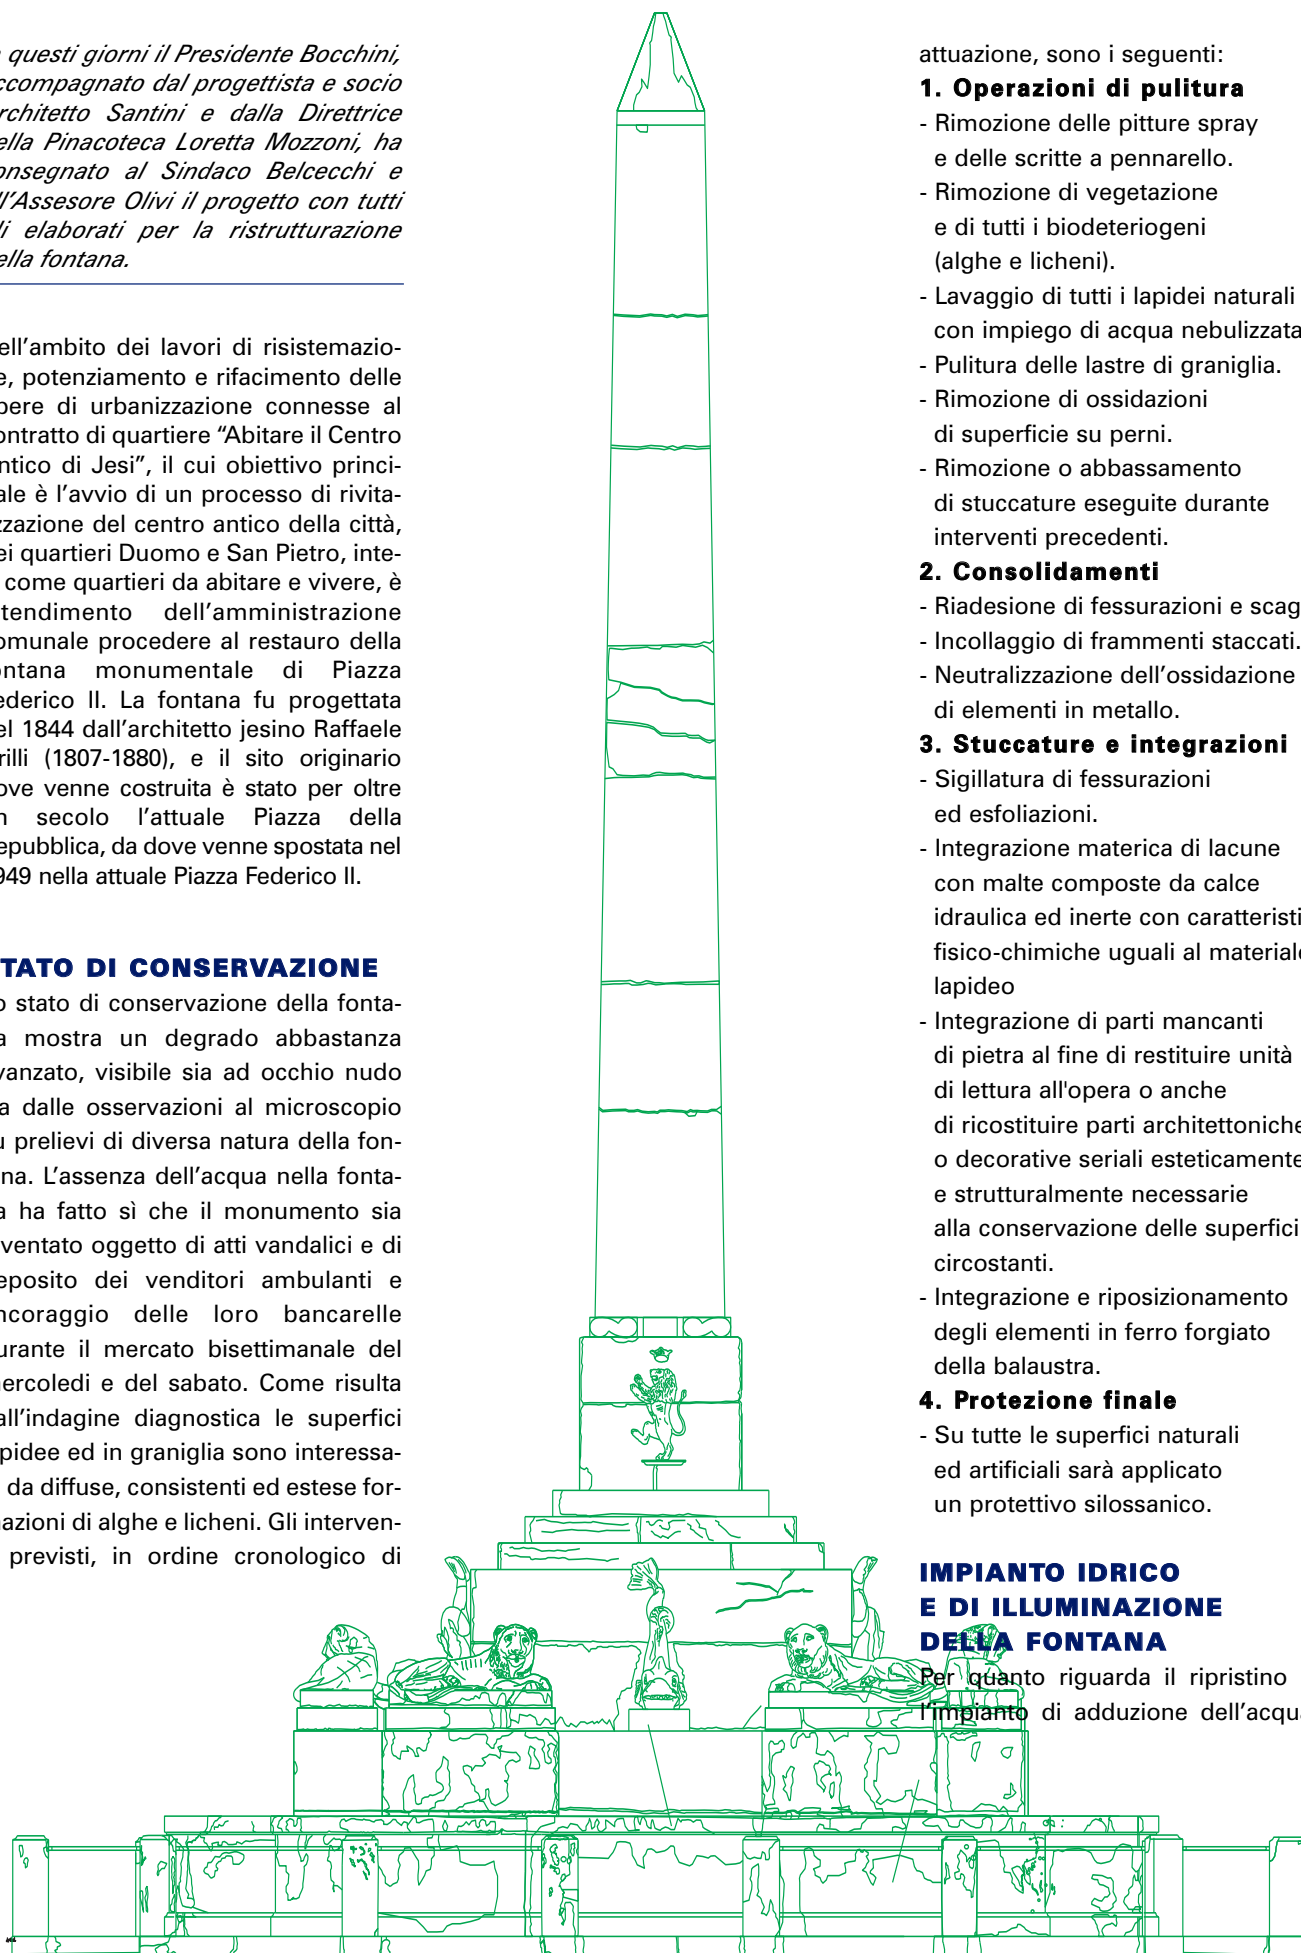 questi giorni il Presidente Bocchini,
ccompagnato dal progettista e socio
rchitetto Santini e dalla Direttrice
ella Pinacoteca Loretta Mozzoni, ha
onsegnato al Sindaco Belcecchi e
ll’Assesore Olivi il progetto con tutti
li elaborati per la ristrutturazione
ella fontana.
ell’ambito dei lavori di risistemazio-
e, potenziamento e rifacimento delle
pere di urbanizzazione connesse al
ontratto di quartiere “Abitare il Centro
ntico di Jesi”, il cui obiettivo princi-
ale è l’avvio di un processo di rivita-
zzazione del centro antico della città,
ei quartieri Duomo e San Pietro, inte-
come quartieri da abitare e vivere, è
tendimento dell’amministrazione
omunale procedere al restauro della
ontana monumentale di Piazza
ederico II. La fontana fu progettata
el 1844 dall’architetto jesino Raffaele
rilli (1807-1880), e il sito originario
ove venne costruita è stato per oltre
n secolo l’attuale Piazza della
epubblica, da dove venne spostata nel
949 nella attuale Piazza Federico II.
TATO DI CONSERVAZIONE
o stato di conservazione della fonta-
a mostra un degrado abbastanza
vanzato, visibile sia ad occhio nudo
a dalle osservazioni al microscopio
u prelievi di diversa natura della fon-
na. L’assenza dell’acqua nella fonta-
a ha fatto sì che il monumento sia
ventato oggetto di atti vandalici e di
eposito dei venditori ambulanti e
ncoraggio delle loro bancarelle
urante il mercato bisettimanale del
ercoledi e del sabato. Come risulta
all’indagine diagnostica le superfici
pidee ed in graniglia sono interessa-
da diffuse, consistenti ed estese for-
azioni di alghe e licheni. Gli interven-
previsti, in ordine cronologico di
attuazione, sono i seguenti:
1. Operazioni di pulitura
- Rimozione delle pitture spray
e delle scritte a pennarello.
- Rimozione di vegetazione
e di tutti i biodeteriogeni
(alghe e licheni).
- Lavaggio di tutti i lapidei naturali
con impiego di acqua nebulizzata
- Pulitura delle lastre di graniglia.
- Rimozione di ossidazioni
di superficie su perni.
- Rimozione o abbassamento
di stuccature eseguite durante
interventi precedenti.
2. Consolidamenti
- Riadesione di fessurazioni e scag
- Incollaggio di frammenti staccati.
- Neutralizzazione dell’ossidazione
di elementi in metallo.
3. Stuccature e integrazioni
- Sigillatura di fessurazioni
ed esfoliazioni.
- Integrazione materica di lacune
con malte composte da calce
idraulica ed inerte con caratteristi
fisico-chimiche uguali al materiale
lapideo
- Integrazione di parti mancanti
di pietra al fine di restituire unità
di lettura all'opera o anche
di ricostituire parti architettoniche
o decorative seriali esteticamente
e strutturalmente necessarie
alla conservazione delle superfici
circostanti.
- Integrazione e riposizionamento
degli elementi in ferro forgiato
della balaustra.
4. Protezione finale
- Su tutte le superfici naturali
ed artificiali sarà applicato
un protettivo silossanico.
IMPIANTO IDRICO
E DI ILLUMINAZIONE
DELLA FONTANA
Per quanto riguarda il ripristino
l’impianto di adduzione dell’acqua